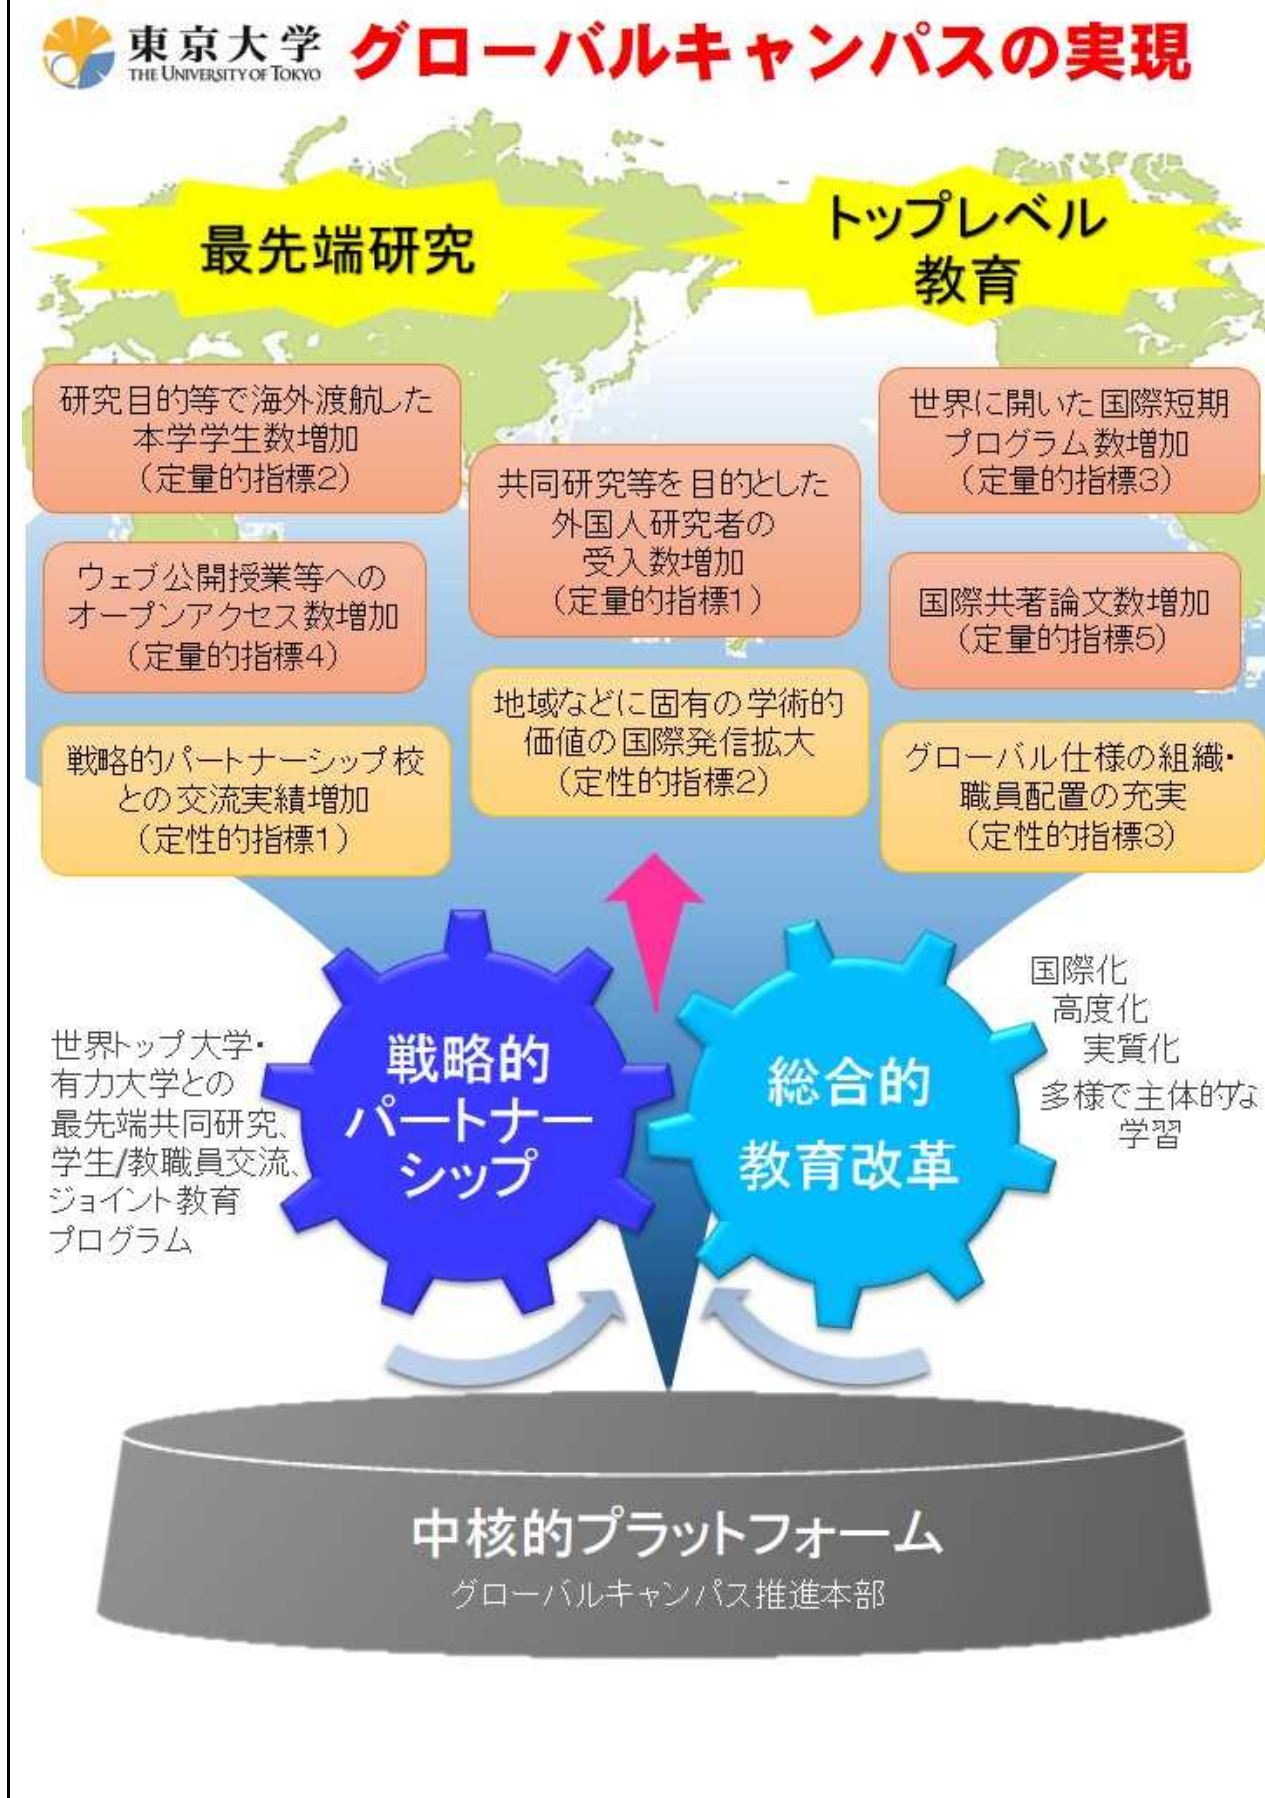 東京大学
THE UNIVERSITY OF TOKYO
グローバルキャンパスの実現
最先端研究
トップレベル
教育
研究目的等で海外渡航した
本学学生数増加
(定量的指標2)
共同研究等を目的とした
外国人研究者の
受入数増加
(定量的指標1)
世界に開いた国際短期
プログラム数増加
(定量的指標3)
ウェブ公開授業等への
オープンアクセス数増加
(定量的指標4)
国際共著論文数増加
(定量的指標5)
戦略的パートナーシップ校
との交流実績増加
(定性的指標1)
地域などに固有の学術的
価値の国際発信拡大
(定性的指標2)
グローバル仕様の組織・
職員配置の充実
(定性的指標3)
世界トップ大学・
有力大学との
最先端共同研究、
学生/教職員交流、
ジョイント教育
プログラム
戦略的
パートナー
シップ
総合的
教育改革
国際化
高度化
実質化
多様で主体的な
学習
中核的プラットフォーム
グローバルキャンパス推進本部